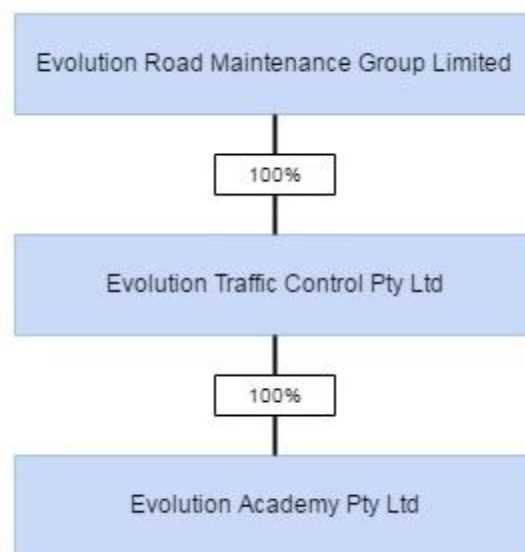 Evolution Road Maintenance Group Limited
100%
Evolution Traffic Control Pty Ltd
100%
Evolution Academy Pty Ltd